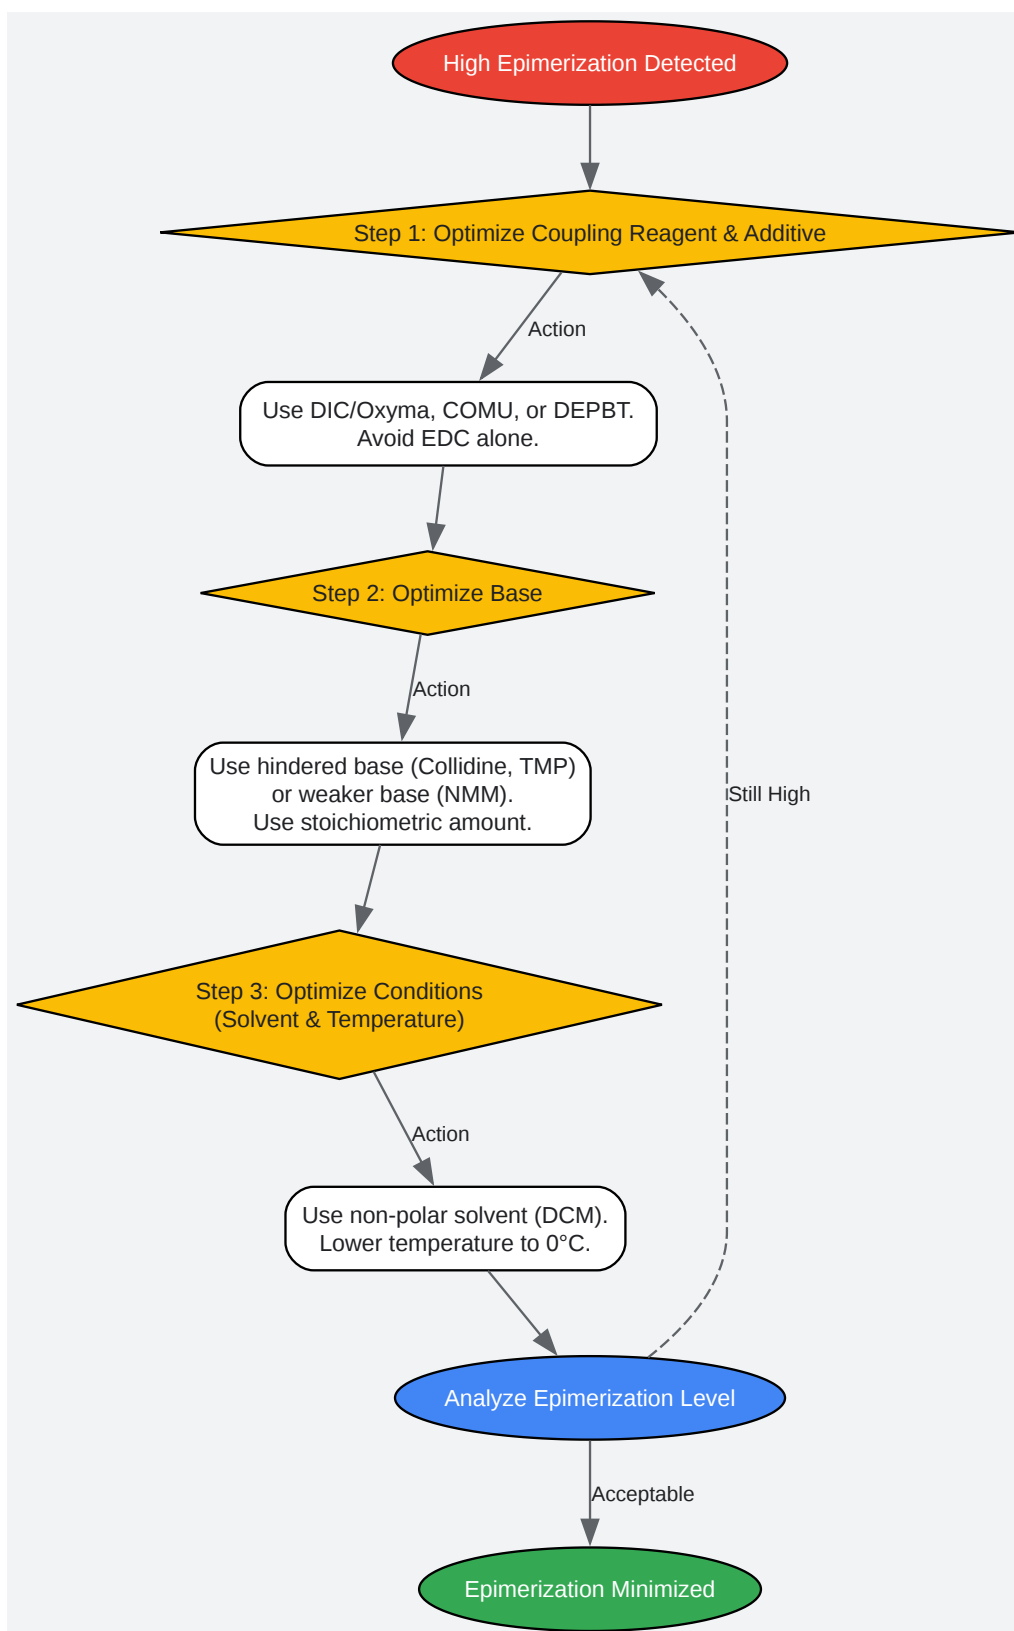 High Epimerization Detected
Step 1: Optimize Coupling Reagent & Additive
Action
Use DIC/Oxyma, COMU, or DEPBT.
Avoid EDC alone.
Step 2: Optimize Base
Action
Use hindered base (Collidine, TMP)
or weaker base (NMM).
Use stoichiometric amount.
Still High
Step 3: Optimize Conditions
(Solvent & Temperature)
Action
Use non-polar solvent (DCM).
Lower temperature to 0°C.
Analyze Epimerization Level
Acceptable
Epimerization Minimized